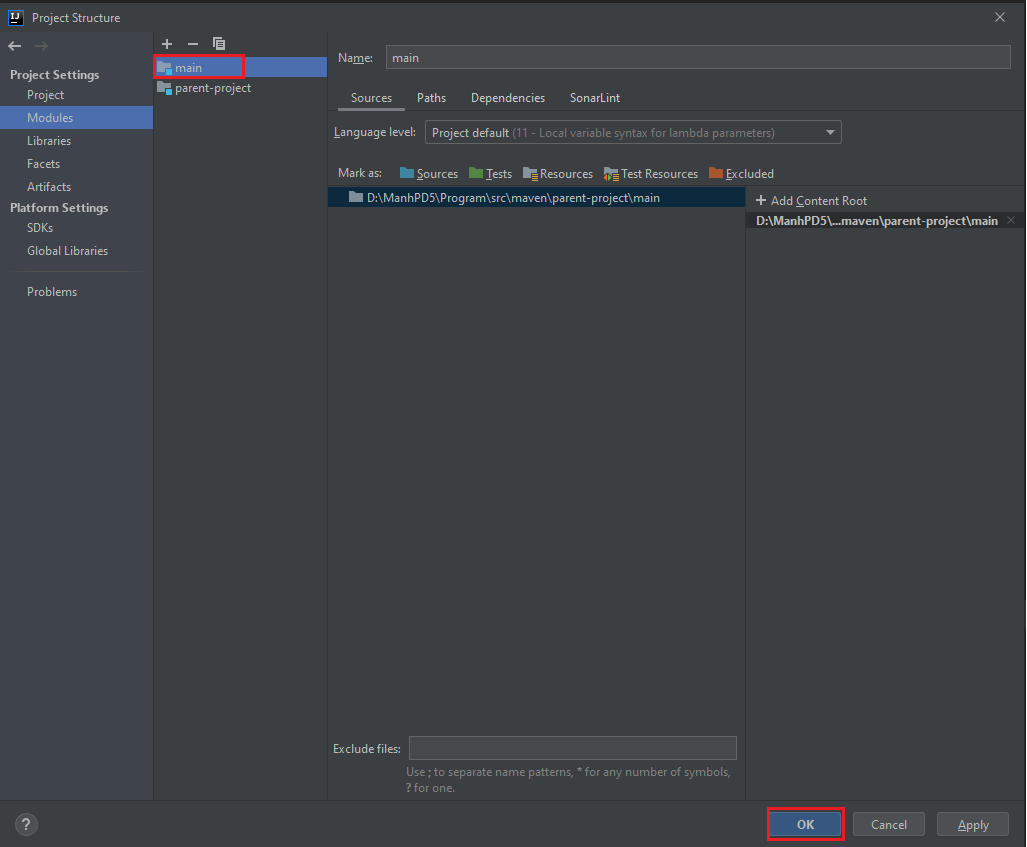 Project Structure
Project Settings
Project
Modules
Libraries
Facets
Artifacts
Platform Settings
SDKs
Global Libraries
Problems
main
parent-project
Name: main
Sources Paths Dependencies SonarLint
Language level: Project default (11 - Local variable syntax for lambda parameters)
Mark as: Sources Tests Resources Test Resources Excluded
D:\ManhPD5\Program\src\maven\parent-project\main
+ Add Content Root
D:\ManhPD5\...maven\parent-project\main
Exclude files:
Use ; to separate name patterns, * for any number of symbols,
? for one.
?
OK Cancel Apply